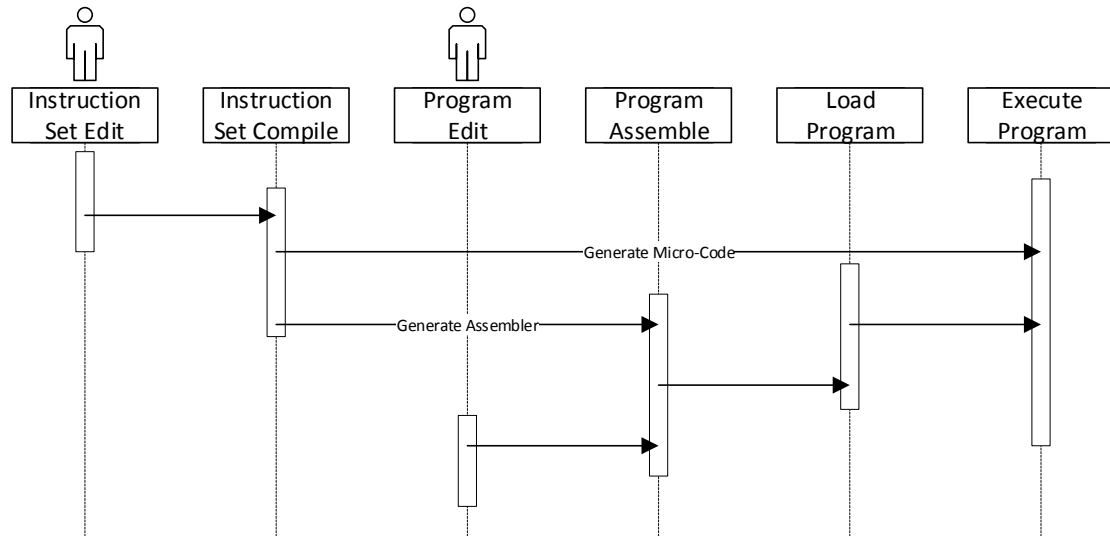 Instruction
Set Edit
Instruction
Set Compile
Program
Edit
Program
Assemble
Load
Program
Execute
Program
Generate Micro-Code
Generate Assembler